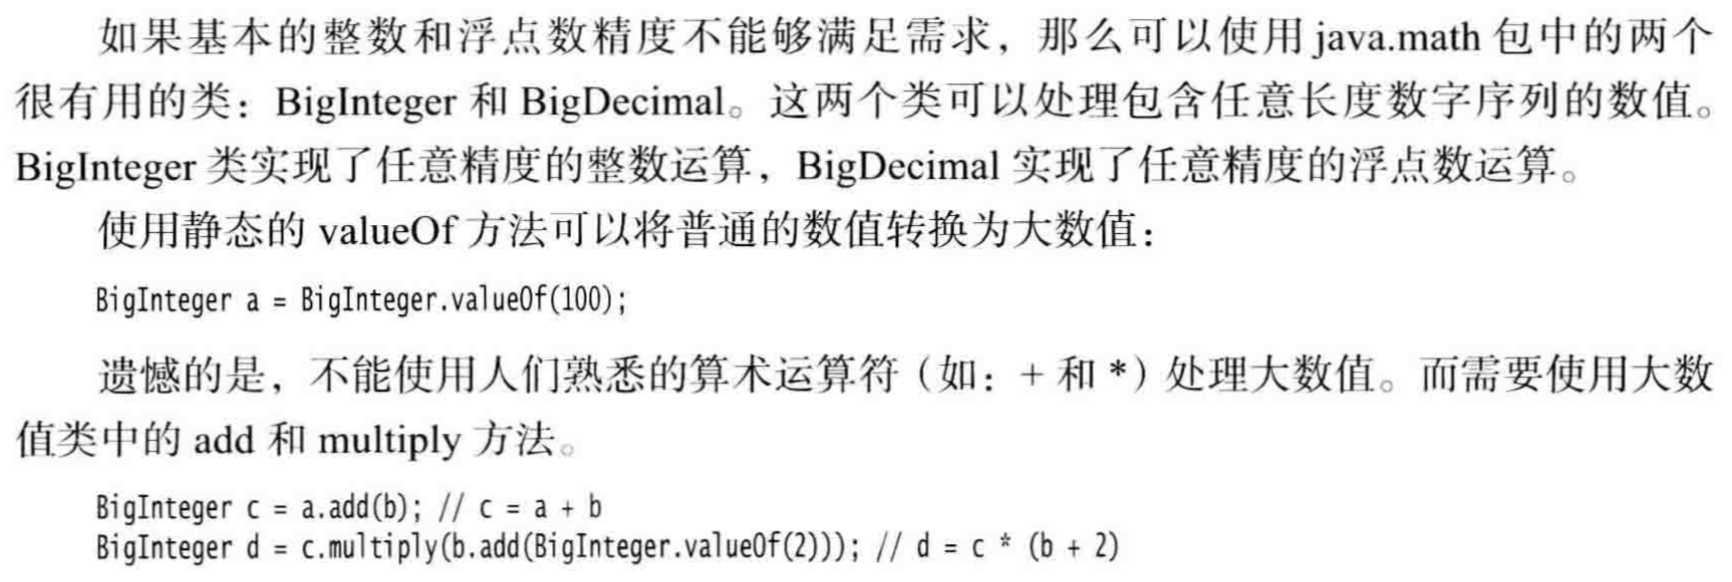 如果基本的整数和浮点数精度不能够满足需求，那么可以使用java.math 包中的两个
很有用的类：BigInteger 和 BigDecimal。这两个类可以处理包含任意长度数字序列的数值。
BigInteger 类实现了任意精度的整数运算，BigDecimal 实现了任意精度的浮点数运算。
使用静态的 valueOf 方法可以将普通的数值转换为大数值：
BigInteger a = BigInteger.valueOf(100);
遗憾的是，不能使用人们熟悉的算术运算符（如：+ 和 *）处理大数值。而需要使用大数
值类中的 add 和 multiply 方法。
BigInteger c = a.add(b); // c = a + b
BigInteger d = c.multiply(b.add(BigInteger.valueOf(2))); // d = c * (b + 2)